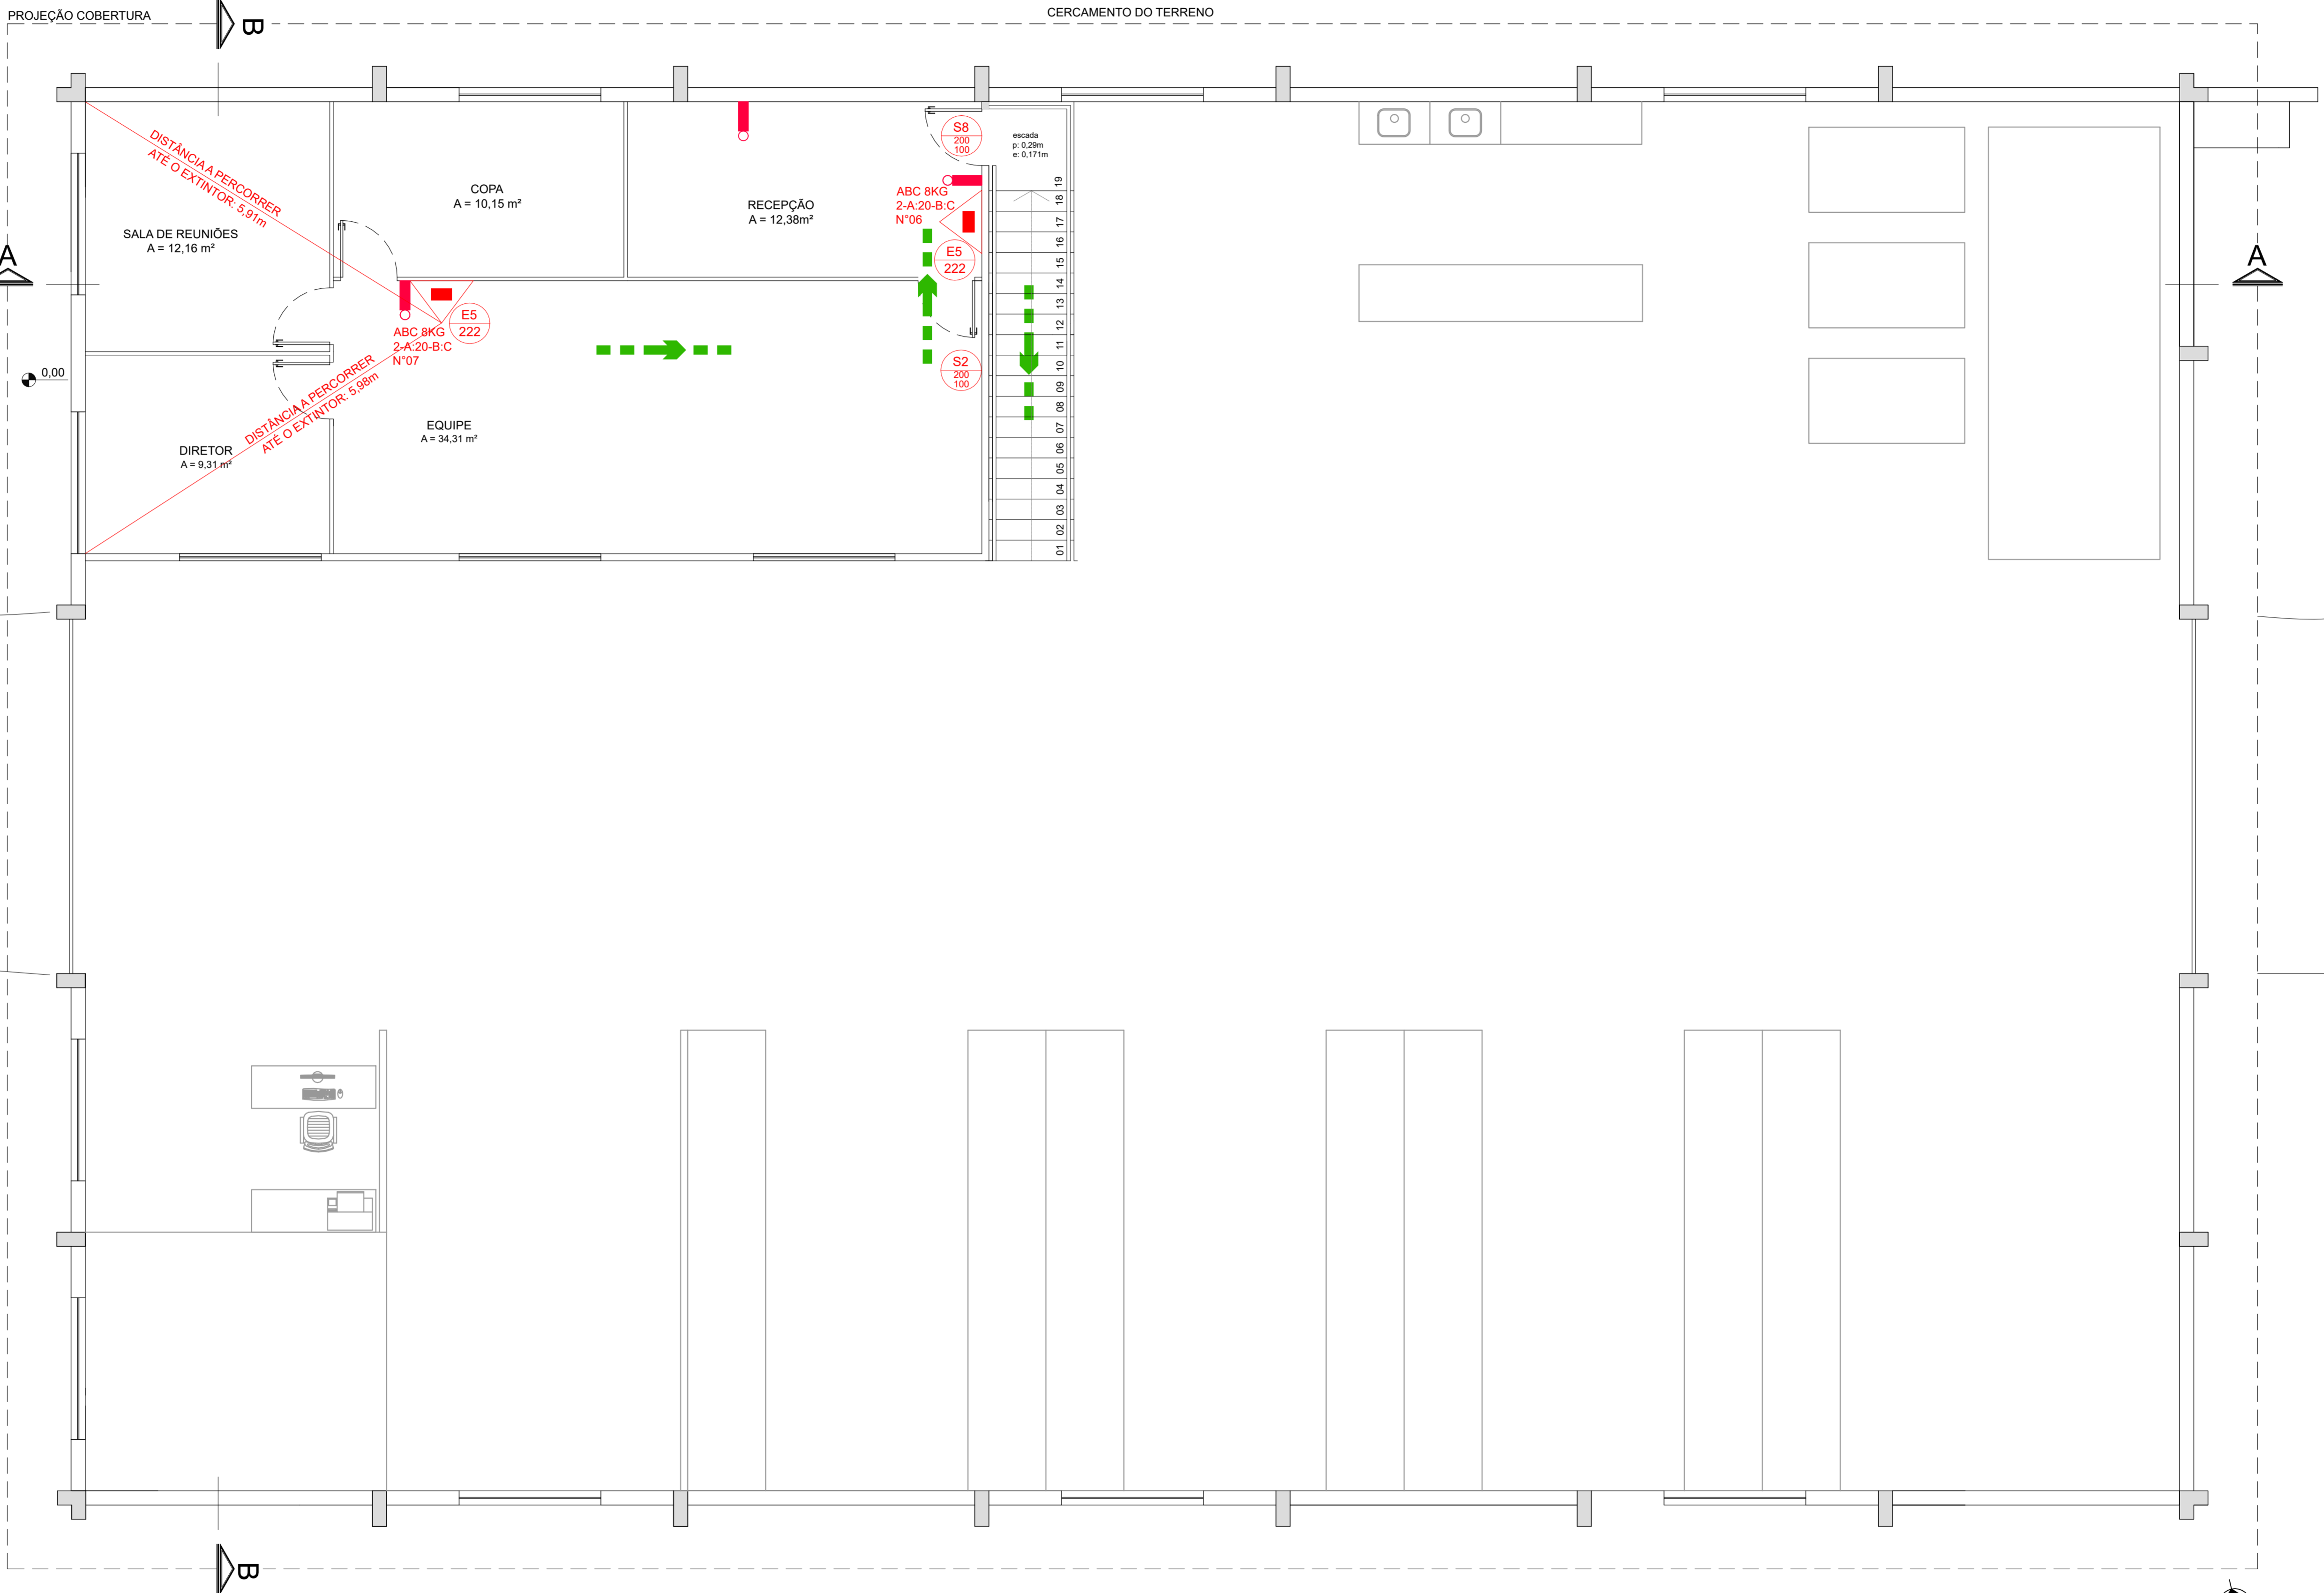 PROJEÇÃO COBERTURA
B
CERCAMENTO DO TERRENO
DISTÂNCIA A PERCORRER
ATÉ O EXTINTOR: 5,91m
SALA DE REUNIÕES
A = 12,16 m²
COPA
A = 10,15 m²
RECEPÇÃO
A = 12,38m²
S8
200
100
escada
p: 0,29m
e: 0,171m
ABC 8KG
2-A:20-B:C
N°06
E5
222
A
A
E5
222
ABC 8KG
2-A:20-B:C
N°07
S2
200
100
0,00
DISTÂNCIA A PERCORRER
ATÉ O EXTINTOR: 5,98m
EQUIPE
A = 34,31 m²
DIRETOR
A = 9,31 m²
19
18
17
16
15
14
13
12
11
10
09
08
07
06
05
04
03
02
01
B